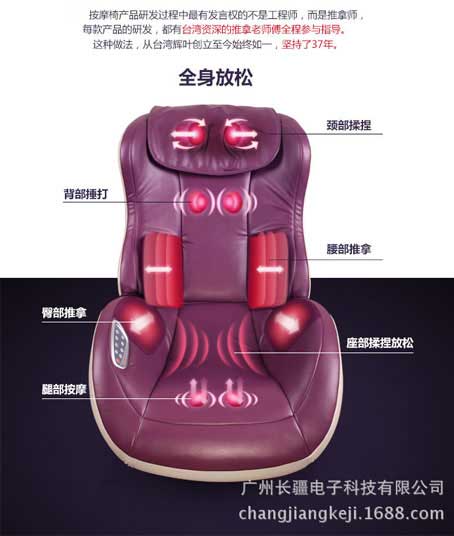 按摩椅产品研发过程中最有发言权的不是工程师，而是推拿师，
每款产品的研发，都有台湾资深的推拿老师傅全程参与指导。
这种做法，从台湾辉叶创立至今始终如一，坚持了37年。
全身放松
颈部揉捏
背部捶打
腰部推拿
臀部推拿
座部揉捏放松
腿部按摩
广州长疆电子科技有限公司
changjiangkeji.1688.com